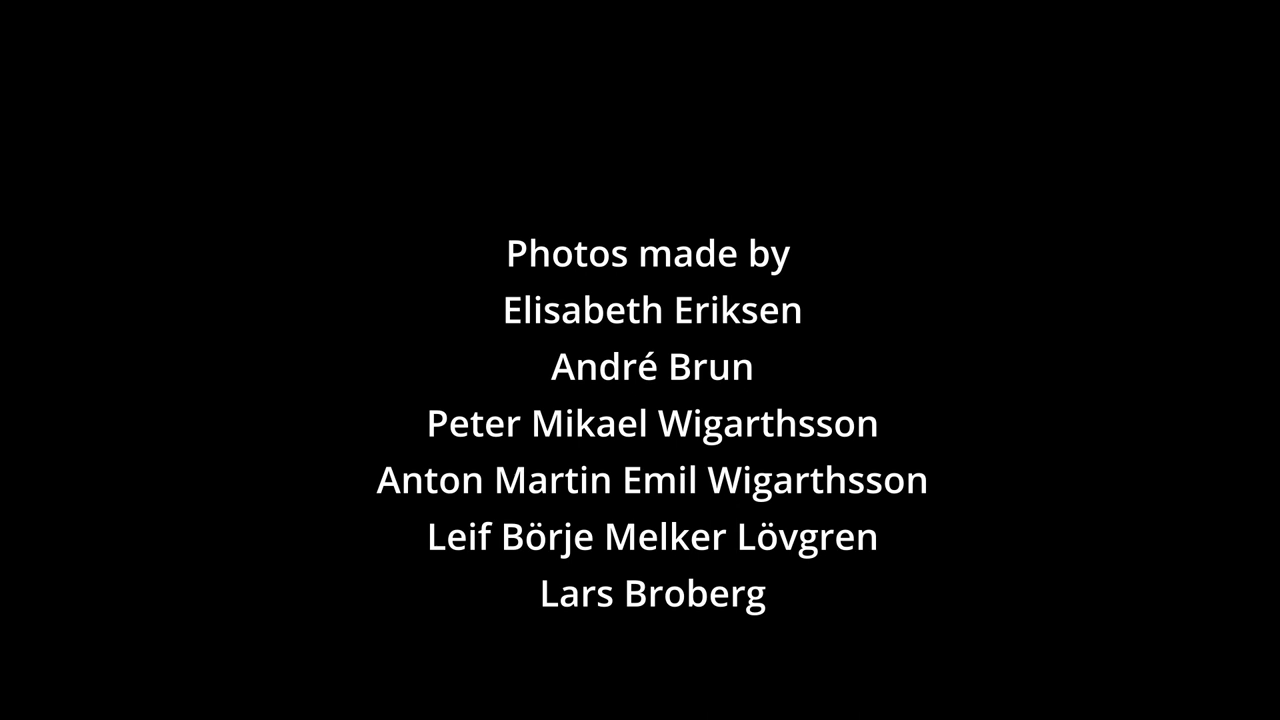 Photos made by
Elisabeth Eriksen
André Brun
Peter Mikael Wigarthsson
Anton Martin Emil Wigarthsson
Leif Börje Melker Lövgren
Lars Broberg